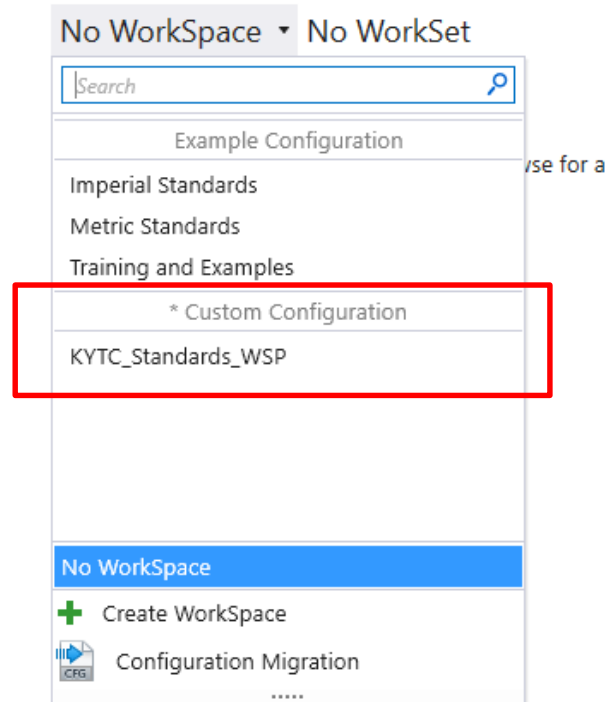 No WorkSpace No WorkSet
Search
Example Configuration
for a
Imperial Standards
Metric Standards
Training and Examples
* Custom Configuration
KYTC_Standards_WSP
No WorkSpace
Create WorkSpace
CFG
Configuration Migration